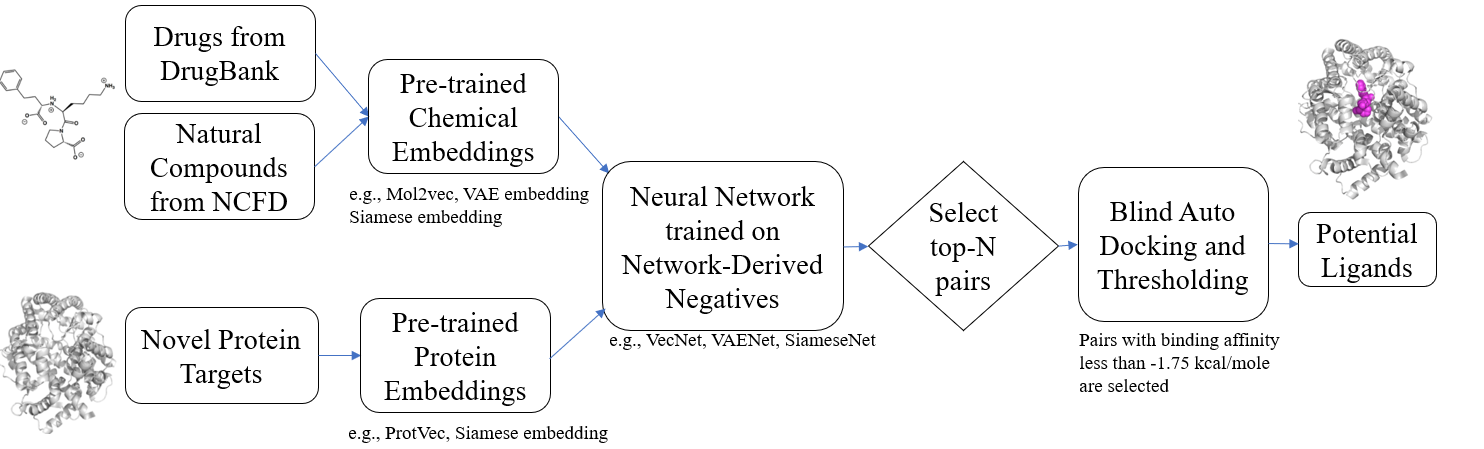 Drugs from
DrugBank
Natural
Compounds
from NCFD
Pre-trained
Chemical
Embeddings
e.g., Mol2vec, VAE embedding
Siamese embedding
Novel Protein
Targets
Pre-trained
Protein
Embeddings
e.g., ProtVec, Siamese embedding
Neural Network
trained on
Network-Derived
Negatives
e.g., VecNet, VAENet, SiameseNet
Select
top-N
pairs
Blind Auto
Docking and
Thresholding
Pairs with binding affinity
less than -1.75 kcal/mole
are selected
Potential
Ligands